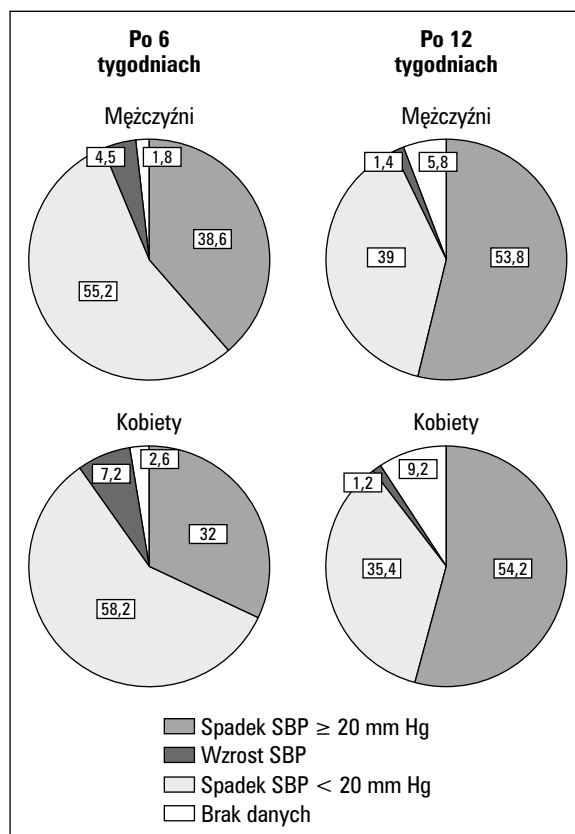 Po 6
tygodniach
Po 12
tygodniach
Mężczyźni
Mężczyźni
4,5
1,8
38,6
55,2
1,4
5,8
39
53,8
Kobiety
Kobiety
7,2
2,6
32
58,2
1,2
9,2
35,4
54,2
Spadek SBP ≥ 20 mm Hg
Wzrost SBP
Spadek SBP < 20 mm Hg
Brak danych